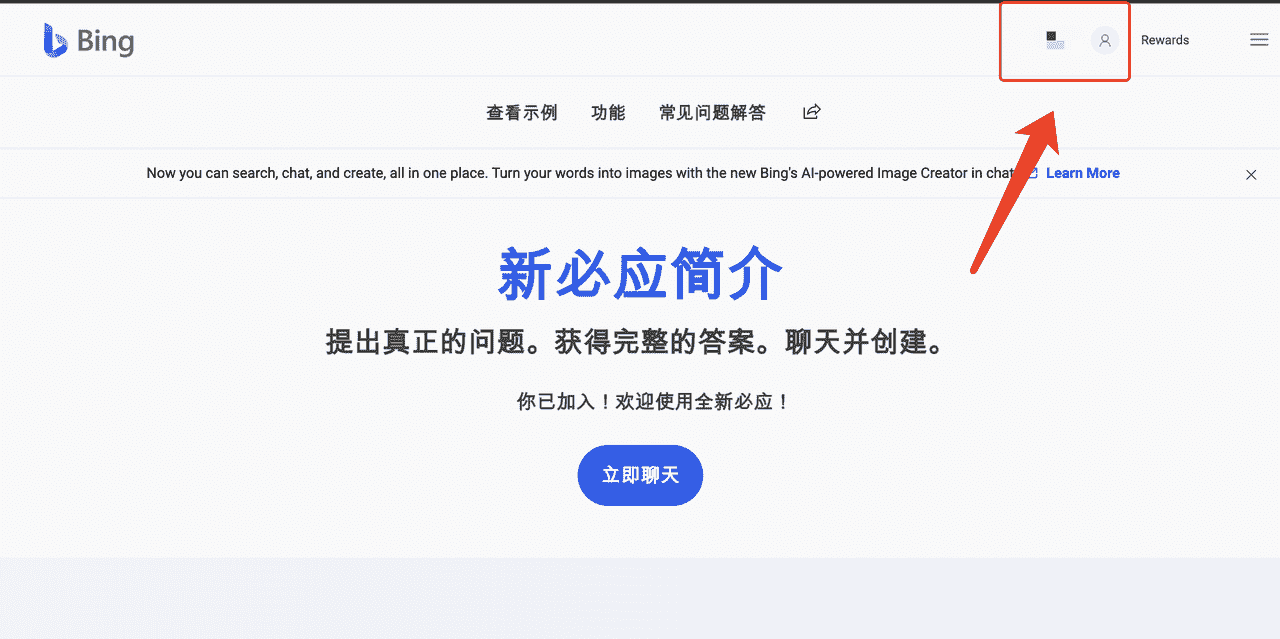 Bing
Rewards
查看示例 功能 常见问题解答
Now you can search, chat, and create, all in one place. Turn your words into images with the new Bing's AI-powered Image Creator in chat Learn More
新必应简介
提出真正的问题。获得完整的答案。聊天并创建。
你已加入！欢迎使用全新必应！
立即聊天